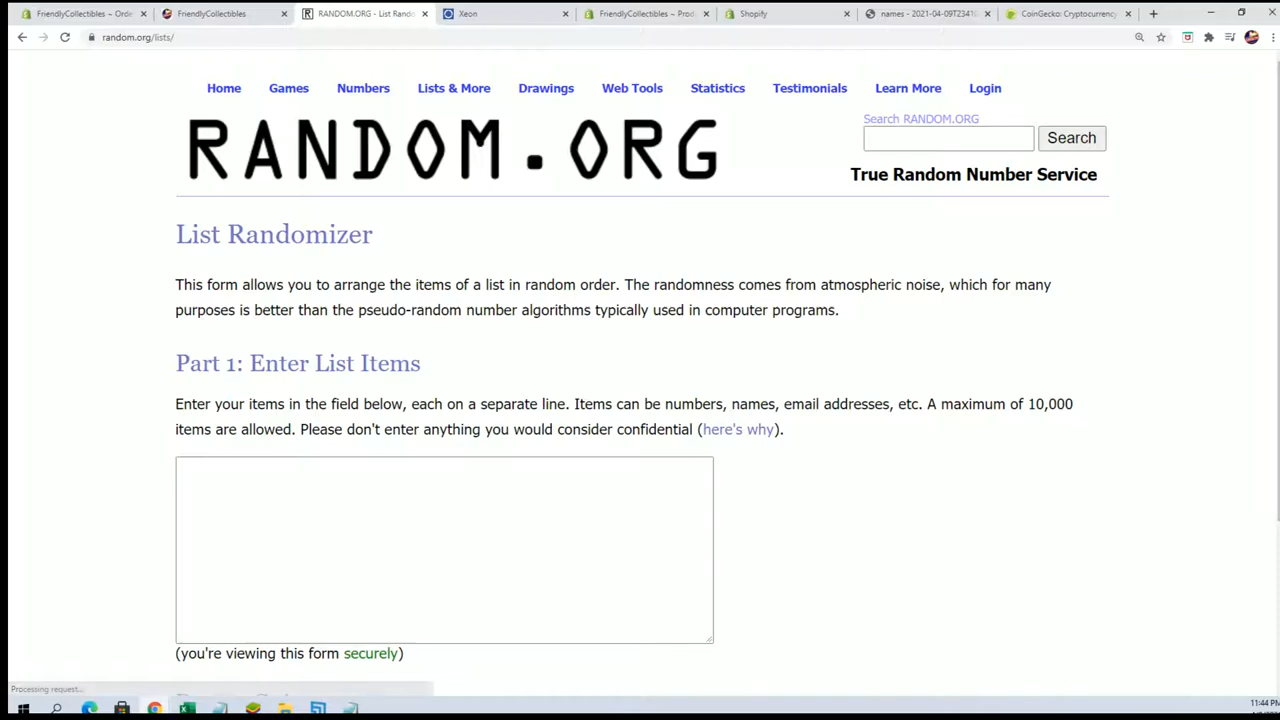 FriendlyCollectibles ~ Orde
FriendlyCollectibles
RANDOM.ORG - List Rando
Xeon
FriendlyCollectibles ~ Prod
Shopify
names - 2021-04-09T2341
CoinGecko: Cryptocurrency
random.org/lists/
Home
Games
Numbers
Lists & More
Drawings
Web Tools
Statistics
Testimonials
Learn More
Login
RANDOM.ORG
Search RANDOM.ORG
Search
True Random Number Service
List Randomizer
This form allows you to arrange the items of a list in random order. The randomness comes from atmospheric noise, which for many
purposes is better than the pseudo-random number algorithms typically used in computer programs.
Part 1: Enter List Items
Enter your items in the field below, each on a separate line. Items can be numbers, names, email addresses, etc. A maximum of 10,000
items are allowed. Please don't enter anything you would consider confidential (here's why).
(you're viewing this form securely)
Processing request...
11:44 PM